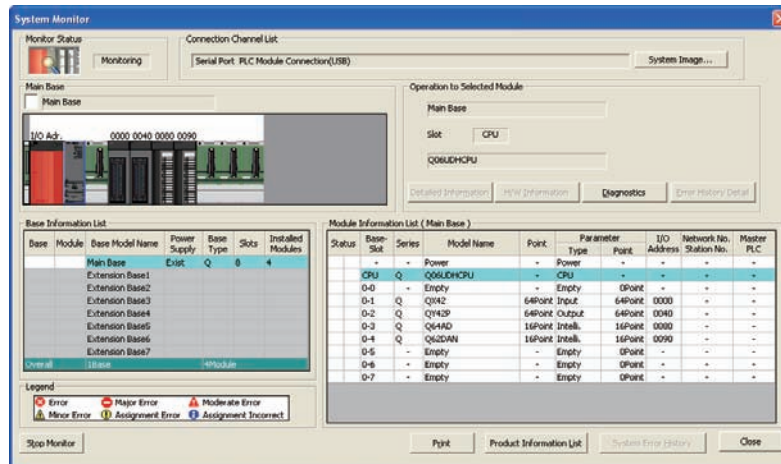 System Monitor
Monitor Status
Monitoring
Connection Channel List
Serial Port PLC Module Connection(USB)
System Image...
Main Base
Main Base
I/O Adr. 0000 0040 0080 0090
Operation to Selected Module
Main Base
Slot CPU
Q06UDHCPU
Detailed Information H/W Information Diagnostics Error History Detail
Base Information List
Base Module Base Model Name Power Supply Base Type Slots Installed Modules
Main Base Exist Q 8 4
Extension Base1
Extension Base2
Extension Base3
Extension Base4
Extension Base5
Extension Base6
Extension Base7
Overall 1Base 4Module
Module Information List ( Main Base )
Status Base-Slot Series Model Name Point Parameter Type Point I/O Address Network No. Station No. Master PLC
- - Power - Power - - - -
CPU Q Q06UDHCPU - CPU - - - -
0-0 - Empty - Empty 0Point - - -
0-1 Q QX42 64Point Input 64Point 0000 - -
0-2 Q QY42P 64Point Output 64Point 0040 - -
0-3 Q Q64AD 16Point Intelli. 16Point 0080 - -
0-4 Q Q62DAN 16Point Intelli. 16Point 0090 - -
0-5 - Empty - Empty 0Point - - -
0-6 - Empty - Empty 0Point - - -
0-7 - Empty - Empty 0Point - - -
Legend
Error Major Error Moderate Error
Minor Error Assignment Error Assignment Incorrect
Stop Monitor
Print Product Information List System Error History Close